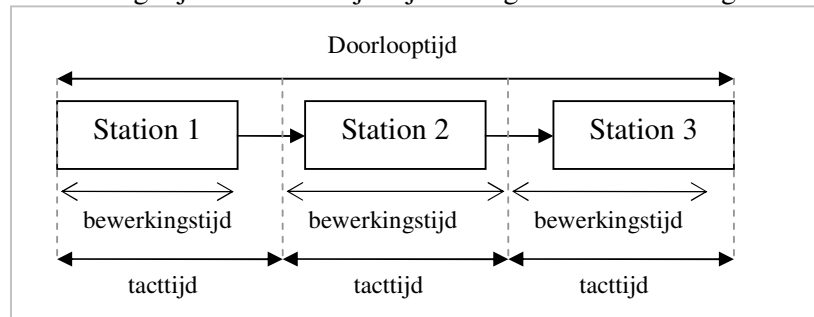 Doorlooptijd
Station 1 Station 2 Station 3
bewerkingstijd bewerkingstijd bewerkingstijd
tacttijd tacttijd tacttijd